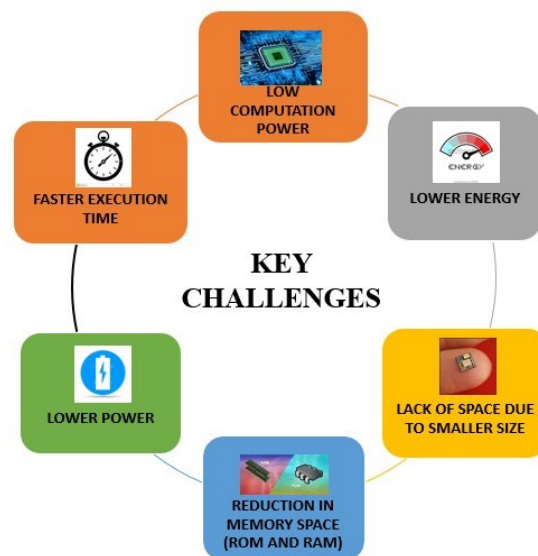 LOW
COMPUTATION
POWER
ENERGY
LOWER ENERGY
LACK OF SPACE DUE
TO SMALLER SIZE
REDUCTION IN
MEMORY SPACE
(ROM AND RAM)
LOWER POWER
FASTER EXECUTION
TIME
KEY
CHALLENGES